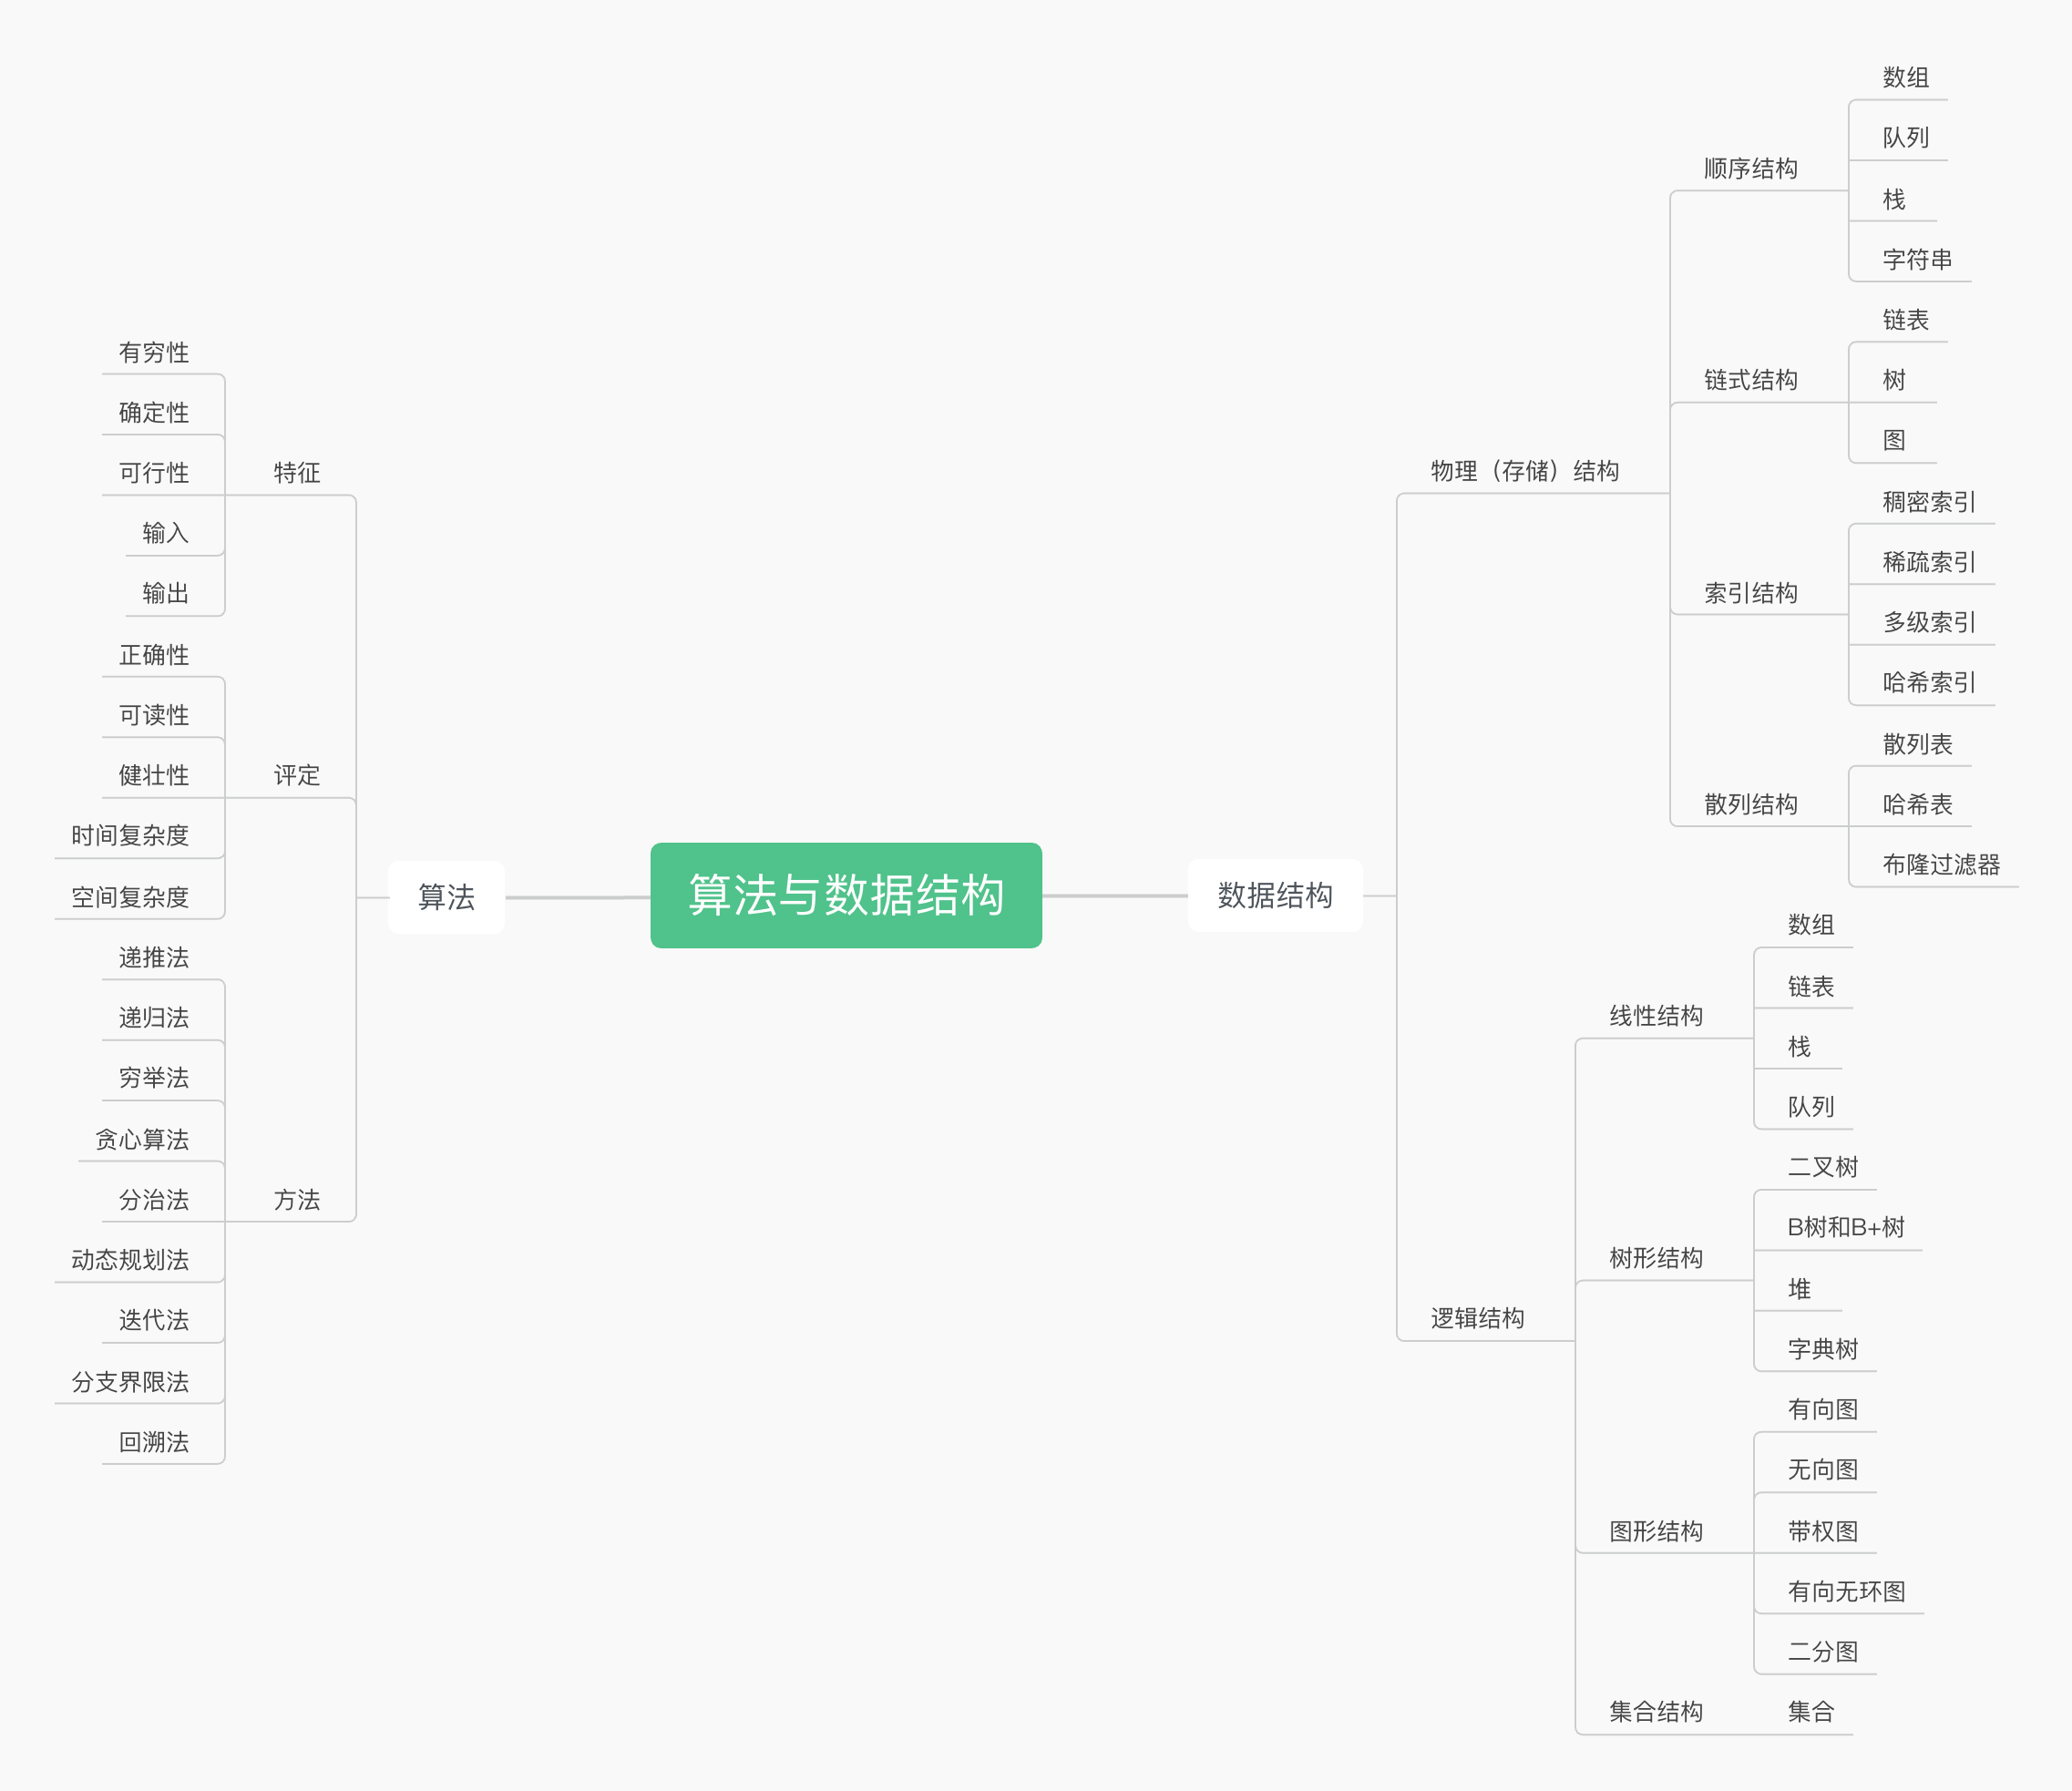 算法与数据结构
算法
特征
有穷性
确定性
可行性
输入
输出
评定
正确性
可读性
健壮性
时间复杂度
空间复杂度
方法
递推法
递归法
穷举法
贪心算法
分治法
动态规划法
迭代法
分支界限法
回溯法
数据结构
物理（存储）结构
顺序结构
数组
队列
栈
字符串
链式结构
链表
树
图
索引结构
稠密索引
稀疏索引
多级索引
哈希索引
散列结构
散列表
哈希表
布隆过滤器
逻辑结构
线性结构
数组
链表
栈
队列
树形结构
二叉树
B树和B+树
堆
字典树
图形结构
有向图
无向图
带权图
有向无环图
二分图
集合结构
集合